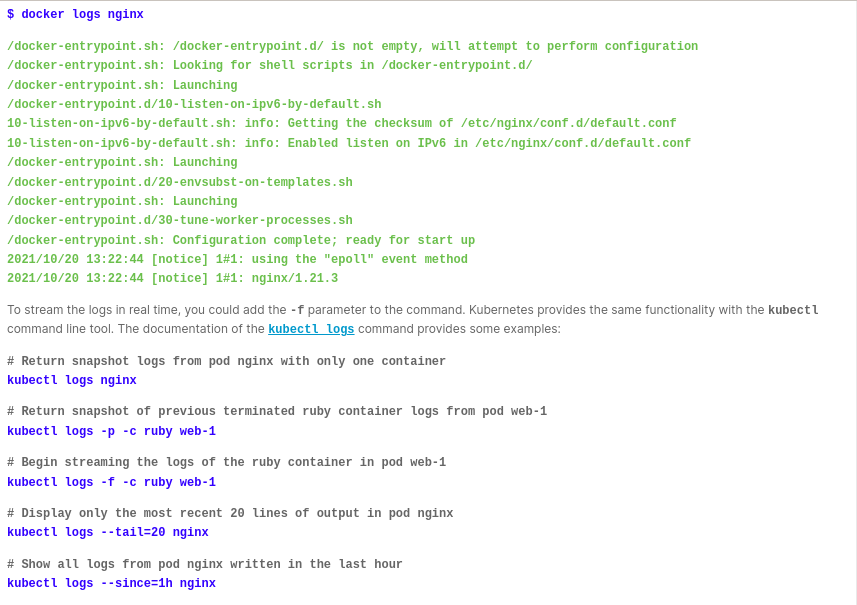 $ docker logs nginx
/docker-entrypoint.sh: /docker-entrypoint.d/ is not empty, will attempt to perform configuration
/docker-entrypoint.sh: Looking for shell scripts in /docker-entrypoint.d/
/docker-entrypoint.sh: Launching
/docker-entrypoint.d/10-listen-on-ipv6-by-default.sh
10-listen-on-ipv6-by-default.sh: info: Getting the checksum of /etc/nginx/conf.d/default.conf
10-listen-on-ipv6-by-default.sh: info: Enabled listen on IPv6 in /etc/nginx/conf.d/default.conf
/docker-entrypoint.sh: Launching
/docker-entrypoint.d/20-envsubst-on-templates.sh
/docker-entrypoint.sh: Launching
/docker-entrypoint.d/30-tune-worker-processes.sh
/docker-entrypoint.sh: Configuration complete; ready for start up
2021/10/20 13:22:44 [notice] 1#1: using the "epoll" event method
2021/10/20 13:22:44 [notice] 1#1: nginx/1.21.3
To stream the logs in real time, you could add the -f parameter to the command. Kubernetes provides the same functionality with the kubectl
command line tool. The documentation of the kubectl logs command provides some examples:
# Return snapshot logs from pod nginx with only one container
kubectl logs nginx
# Return snapshot of previous terminated ruby container logs from pod web-1
kubectl logs -p -c ruby web-1
# Begin streaming the logs of the ruby container in pod web-1
kubectl logs -f -c ruby web-1
# Display only the most recent 20 lines of output in pod nginx
kubectl logs --tail=20 nginx
# Show all logs from pod nginx written in the last hour
kubectl logs --since=1h nginx